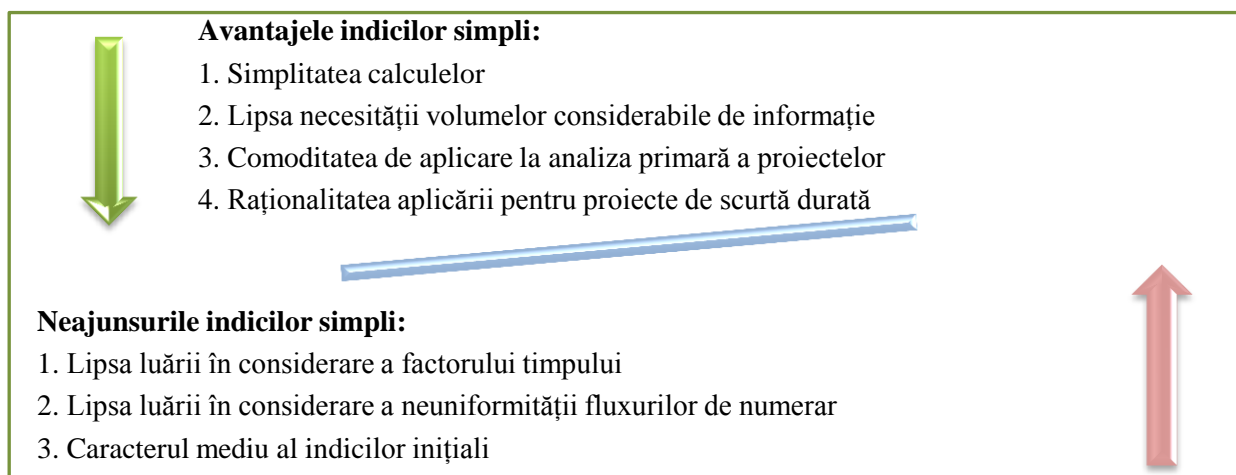 Avantajele indicilor simpli:
1. Simplitatea calculelor
2. Lipsa necesității volumelor considerabile de informație
3. Comoditatea de aplicare la analiza primară a proiectelor
4. Raționalitatea aplicării pentru proiecte de scurtă durată
Neajunsurile indicilor simpli:
1. Lipsa luării în considerare a factorului timpului
2. Lipsa luării în considerare a neuniformității fluxurilor de numerar
3. Caracterul mediu al indicilor inițiali